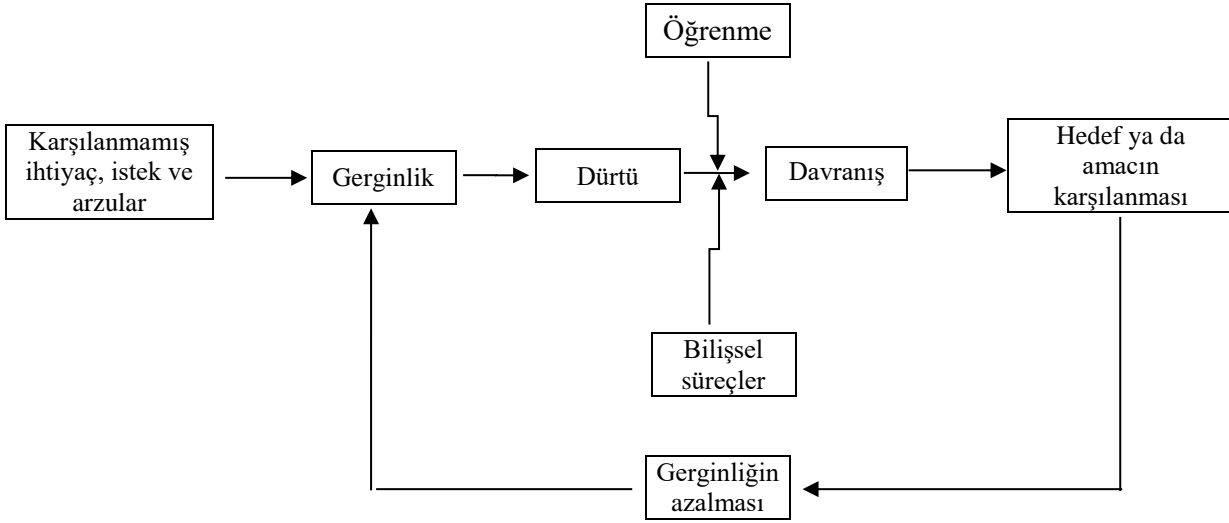 Öğrenme
Karşılanmamış
ihtiyaç, istek ve
arzular
Gerginlik
Dürtü
Davranış
Hedef ya da
amacın
karşılanması
Bilişsel
süreçler
Gerginliğin
azalması